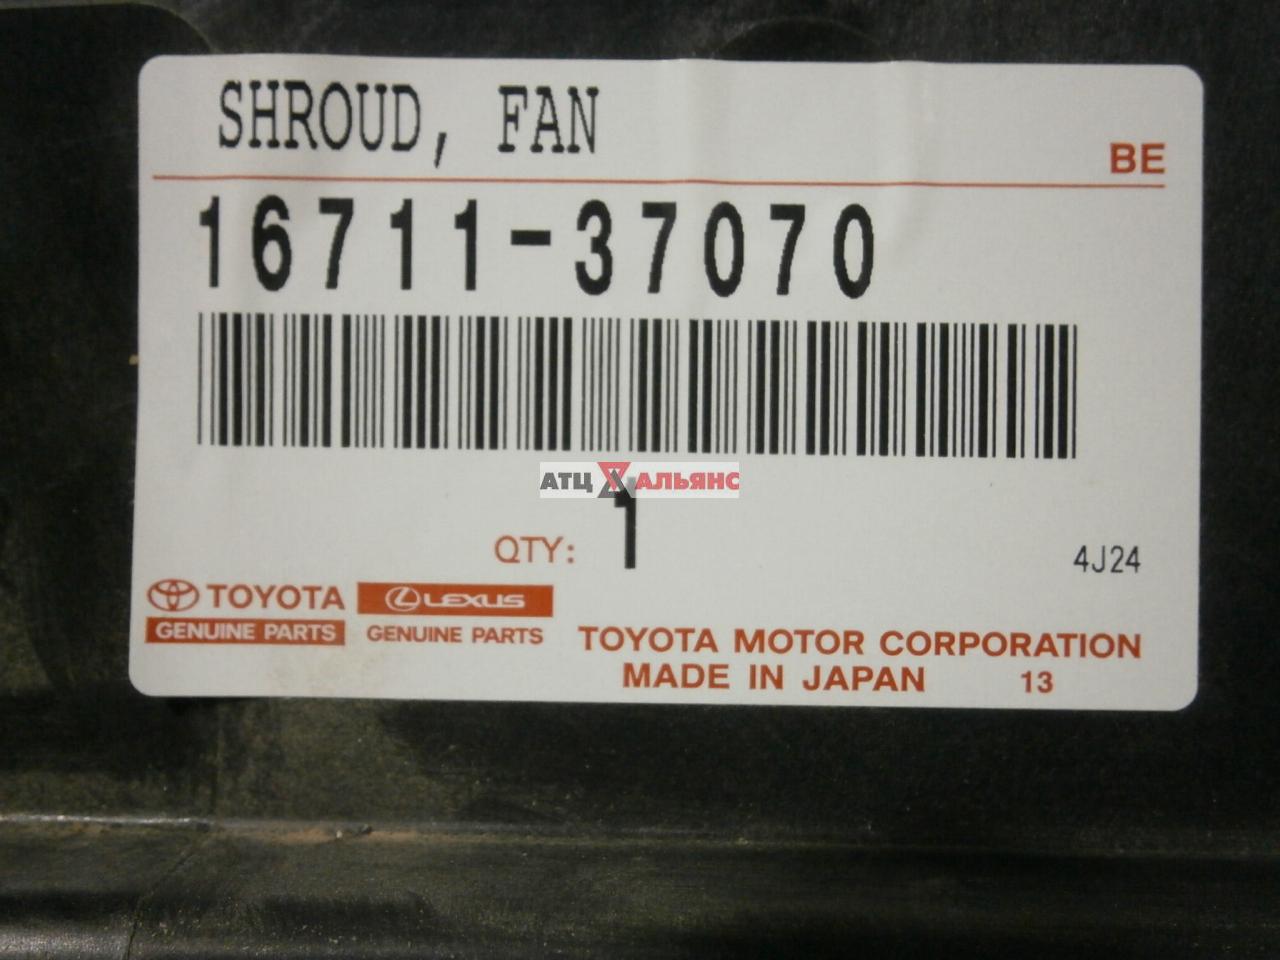 SHROUD, FAN
BE
16711-37070
АТЦ АЛЬЯНС
QTY: 1
4J24
TOYOTA LEXUS
GENUINE PARTS GENUINE PARTS
TOYOTA MOTOR CORPORATION
MADE IN JAPAN 13